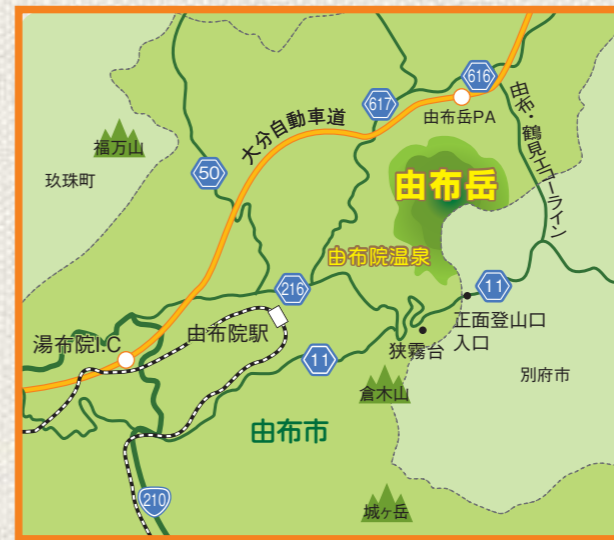 616
617
大分自動車道
由布岳PA
由布・鶴見エコーライン
福万山
玖珠町
50
由布岳
由布院温泉
216
11
正面登山口
入口
湯布院I.C
由布院駅
11
狭霧台
倉木山
別府市
由布市
210
城ヶ岳